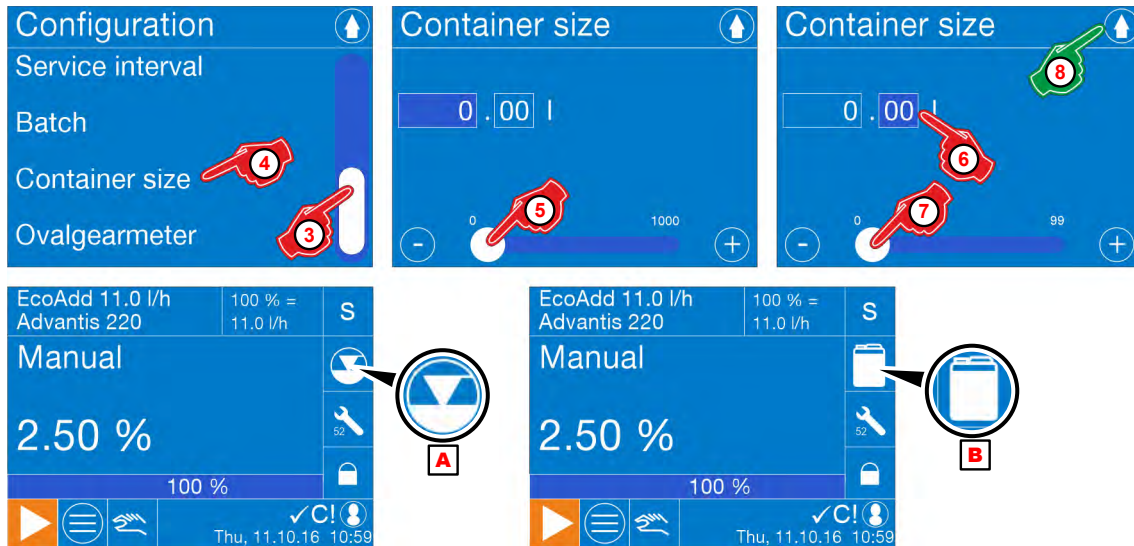 Configuration
Service interval
Batch
Container size
Ovalgearmeter
4
3
Container size
0 . 00 l
5
0 1000
- +
Container size
8
0 . 00 l
6
7
0 99
- +
EcoAdd 11.0 l/h
Advantis 220
100 % =
11.0 l/h
S
Manual
2.50 %
52
100 %
✓C!
Thu, 11.10.16 10:59
A
EcoAdd 11.0 l/h
Advantis 220
100 % =
11.0 l/h
S
Manual
2.50 %
52
100 %
✓C!
Thu, 11.10.16 10:59
B